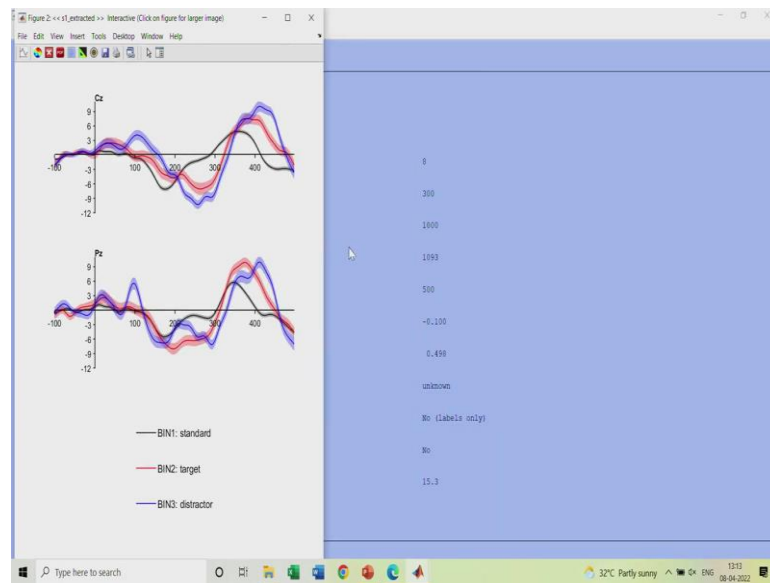 Figure 2: << s1_extracted >> Interactive (Click on figure for larger image)
File Edit View Insert Tools Desktop Window Help
Cz
9
6
3
-100 100 200 300 400
-3
-6
-9
-12
Pz
9
6
3
-100 100 200 300 400
-3
-6
-9
-12
BIN1: standard
BIN2: target
BIN3: distractor
8
300
1000
1093
500
-0.100
0.498
unknown
No (labels only)
No
15.3
Type here to search
32°C Partly sunny
ENG
13:13
08-04-2022